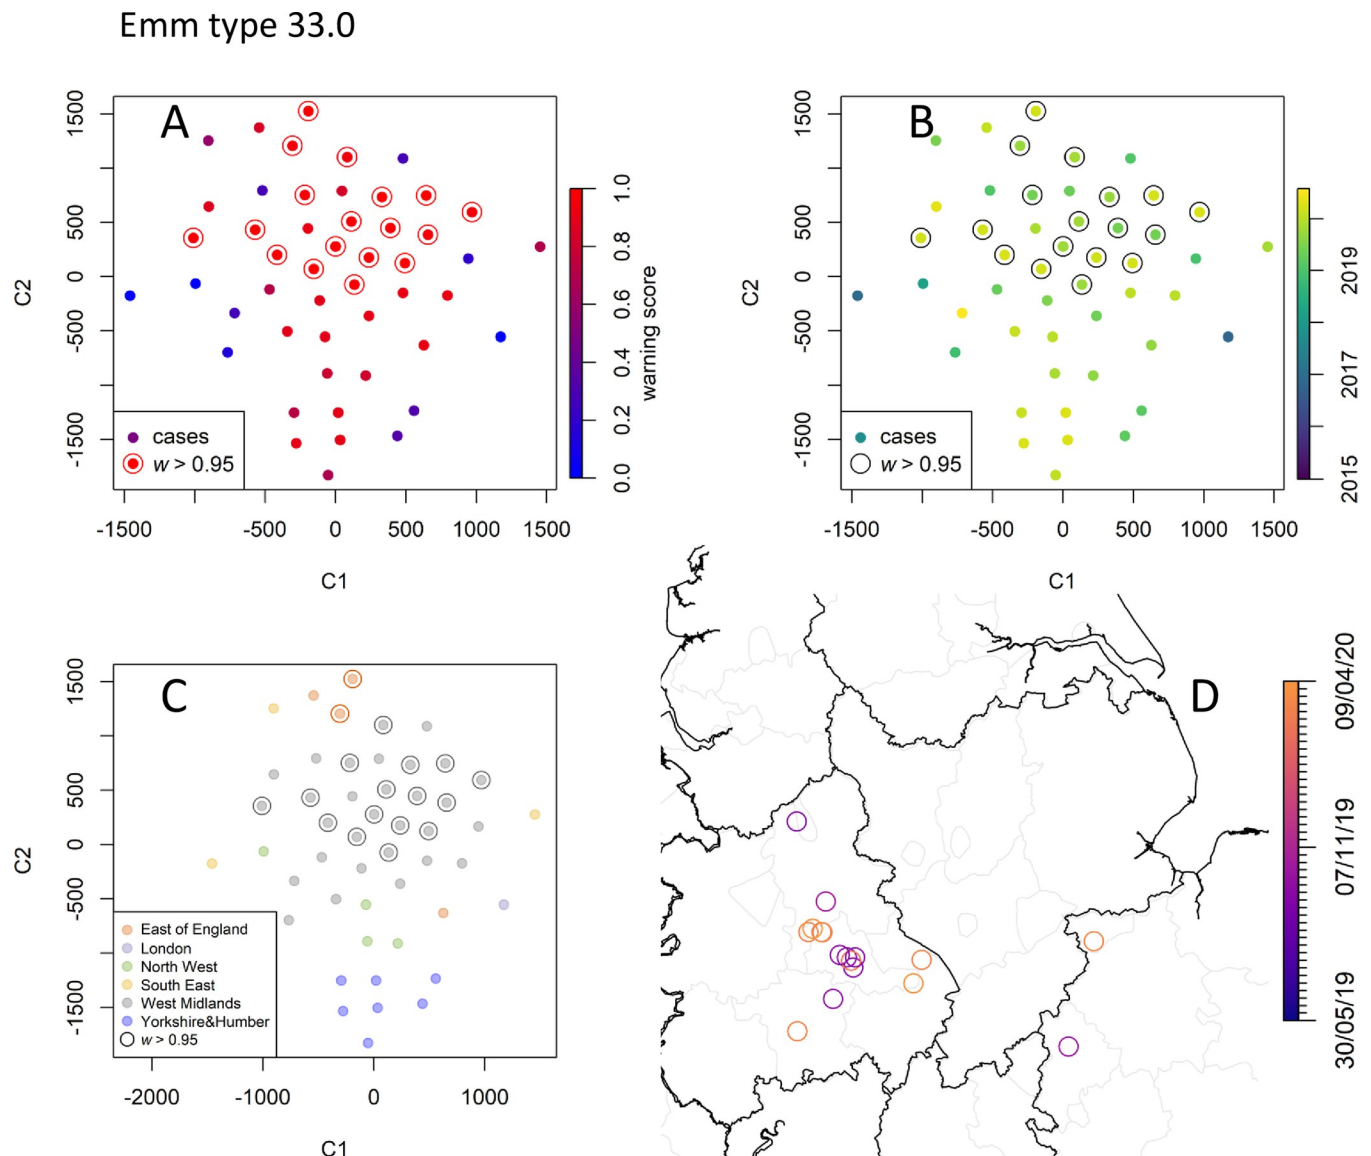 Emm type 33.0
A
C2
1500
500
0
-500
-1500
-1500
-500
0
500
1000
1500
C1
cases
w > 0.95
1.0
0.8
0.6
0.4
0.2
0.0
warning score
B
C2
1500
500
0
-500
-1500
-1500
-500
0
500
1000
1500
C1
cases
w > 0.95
2019
2017
2015
C
C2
1500
500
0
-500
-1500
-2000
-1000
0
1000
C1
East of England
London
North West
South East
West Midlands
Yorkshire&Humber
w > 0.95
D
09/04/20
07/11/19
30/05/19